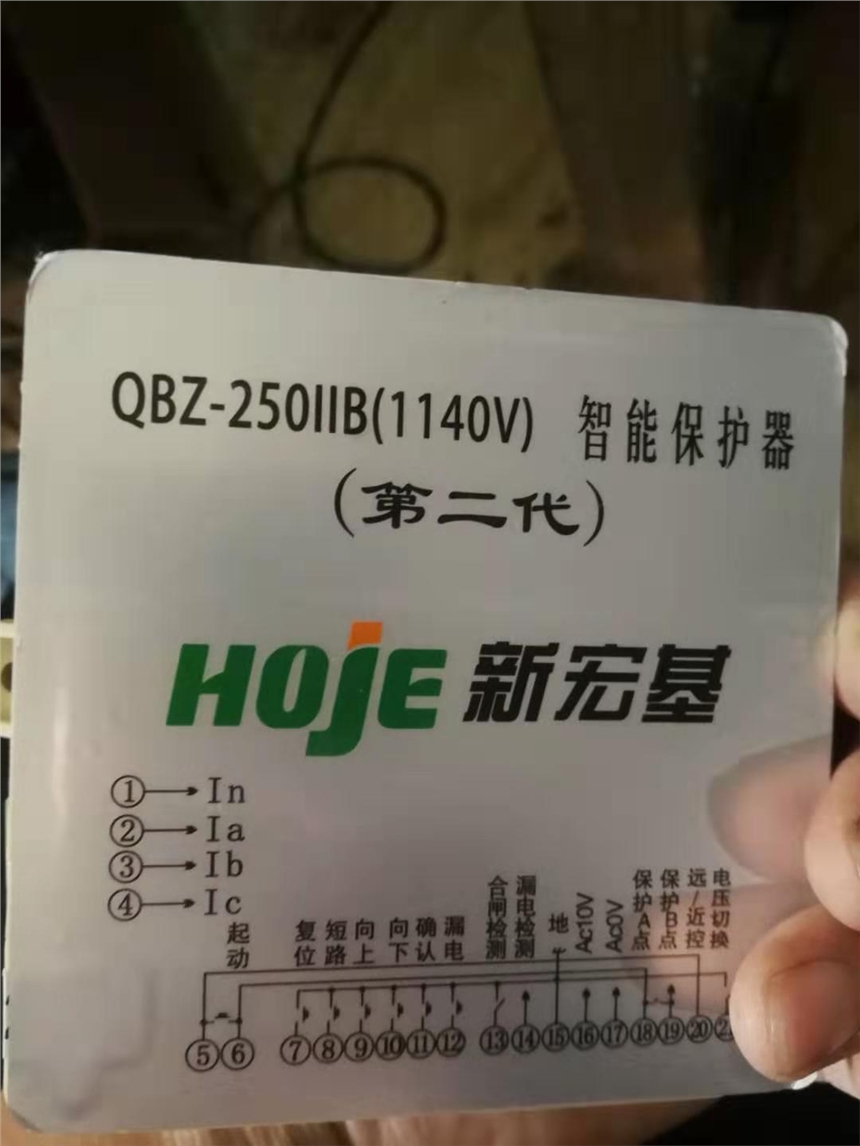 QBZ-250IIB(1140V) 智能保护器
(第二代)
HOJE 新宏基
①→In
②→Ia
③→Ib
④→Ic
起动
复位
短路
向上
向下
确认
漏电
合闸检测
漏电检测
地
Ac10V
Ac0V
保护A点
保护B点
远/近控
电压切换
⑤⑥ ⑦⑧⑨⑩⑪⑫ ⑬⑭⑮⑯⑰⑱⑲⑳